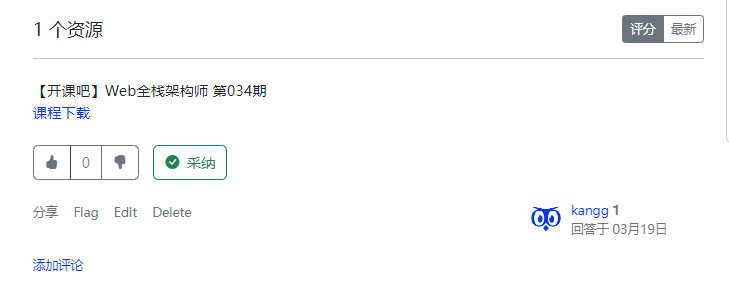 1 个资源
评分 最新
【开课吧】Web全栈架构师 第034期
课程下载
0 采纳
分享 Flag Edit Delete
kangg 1
回答于 03月19日
添加评论